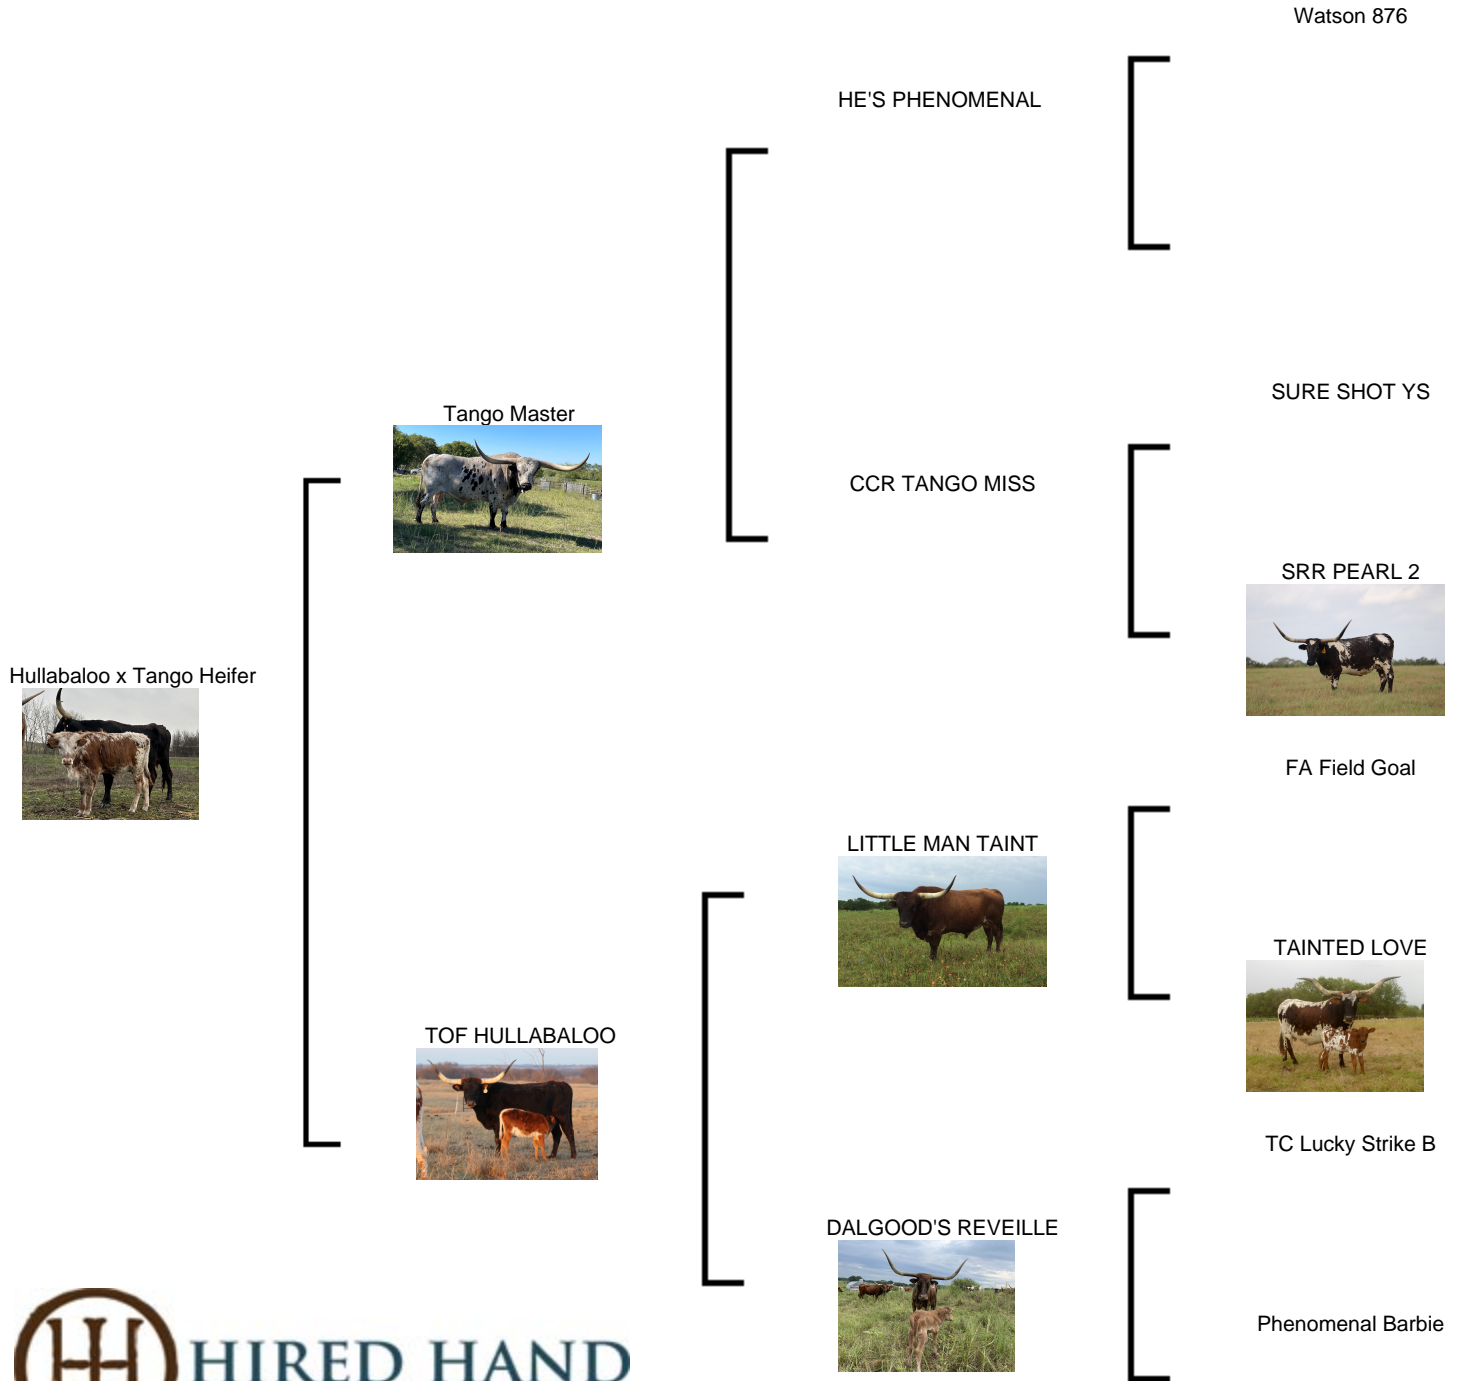 Watson 876
HE'S PHENOMENAL
SURE SHOT YS
Tango Master
CCR TANGO MISS
SRR PEARL 2
Hullabaloo x Tango Heifer
FA Field Goal
LITTLE MAN TAINT
TAINTED LOVE
TOF HULLABALOO
TC Lucky Strike B
DALGOOD'S REVEILLE
Phenomenal Barbie
HIRED HAND